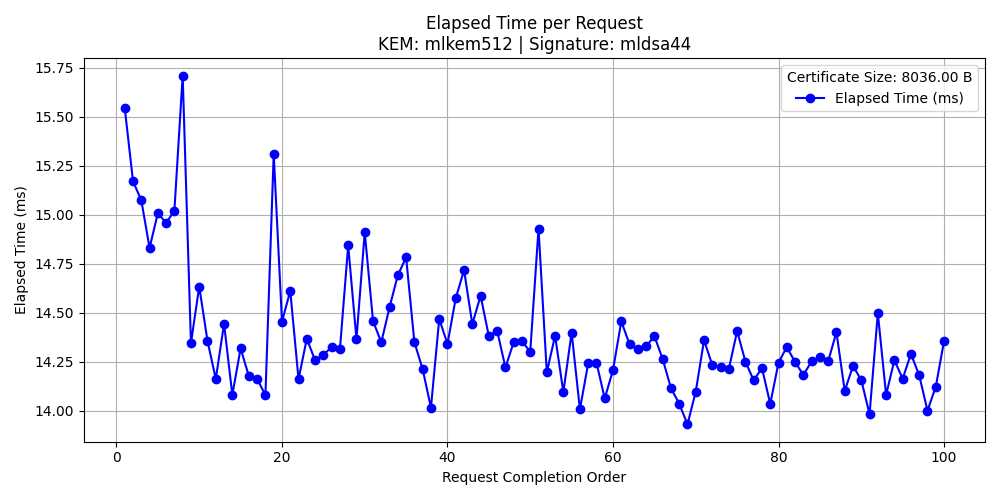 Elapsed Time per Request
KEM: mlkem512 | Signature: mldsa44
Certificate Size: 8036.00 B
Elapsed Time (ms)
Elapsed Time (ms)
15.75
15.50
15.25
15.00
14.75
14.50
14.25
14.00
0
20
40
60
80
100
Request Completion Order